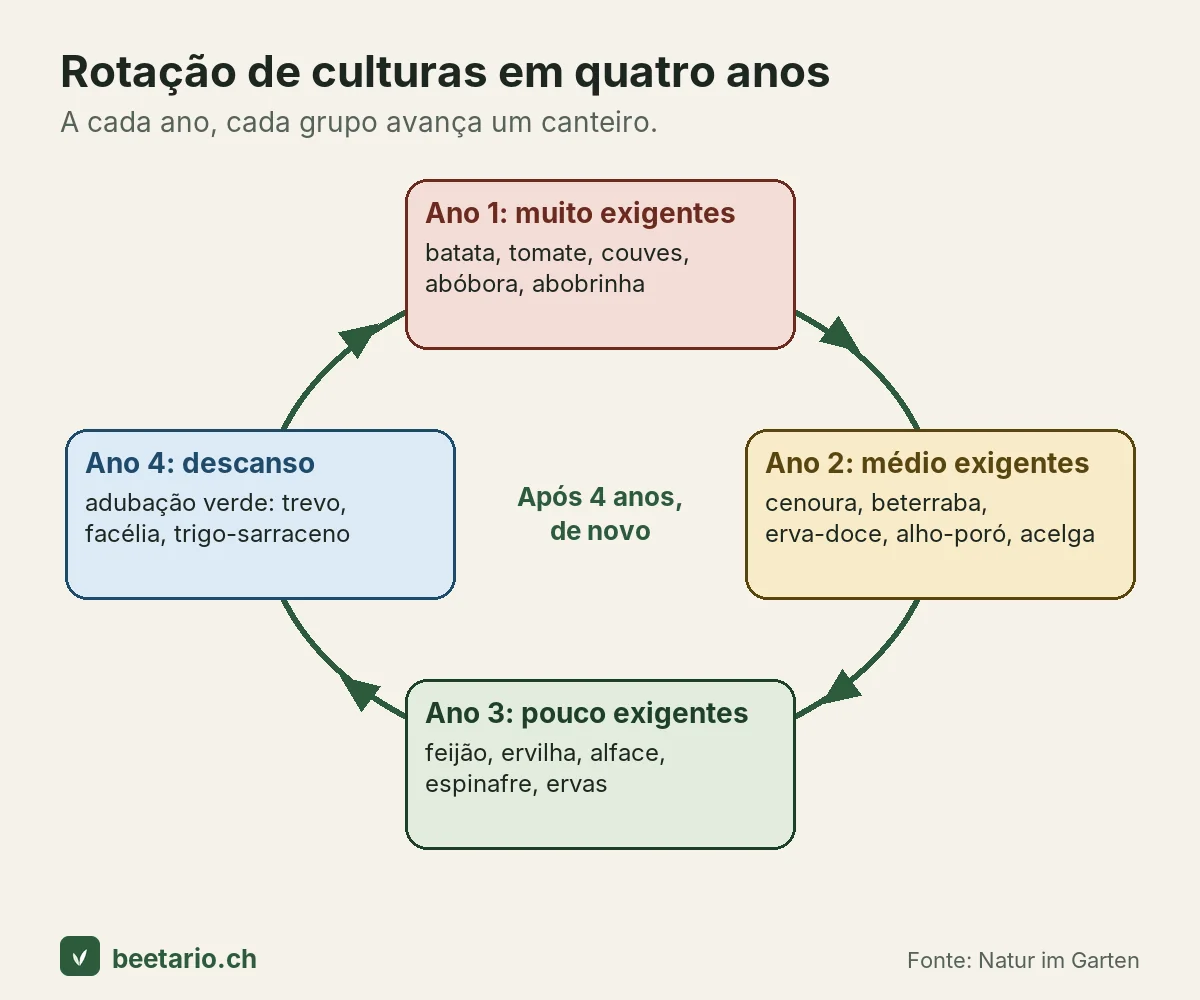 Rotação de culturas em quatro anos
A cada ano, cada grupo avança um canteiro.
Ano 1: muito exigentes
batata, tomate, couves,
abóbora, abobrinha
Ano 2: médio exigentes
cenoura, beterraba,
erva-doce, alho-poró, acelga
Ano 3: pouco exigentes
feijão, ervilha, alface,
espinafre, ervas
Ano 4: descanso
adubação verde: trevo,
facélia, trigo-sarraceno
Após 4 anos,
de novo
beetario.ch
Fonte: Natur im Garten